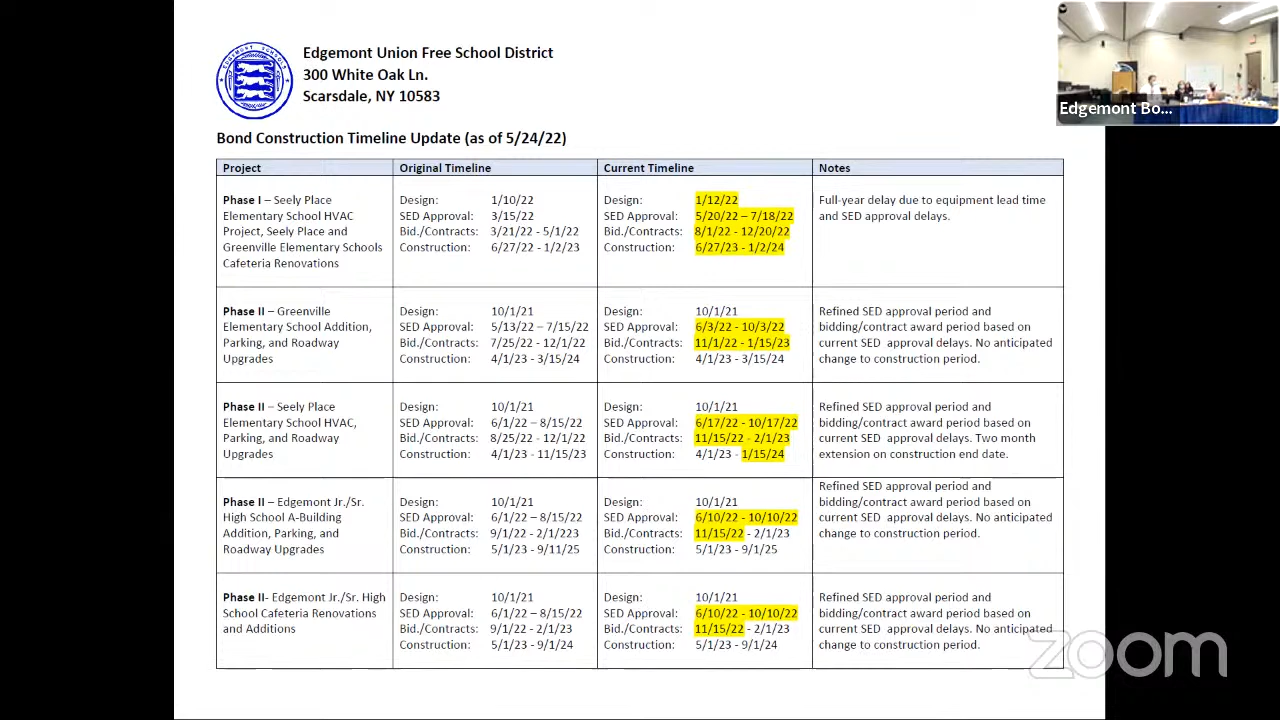 Edgemont Union Free School District
300 White Oak Ln.
Scarsdale, NY 10583
EDGEMONT SCHOOLS
Edgemont Bo...
Bond Construction Timeline Update (as of 5/24/22)
Project Original Timeline Current Timeline Notes
Phase I – Seely Place
Elementary School HVAC
Project, Seely Place and
Greenville Elementary Schools
Cafeteria Renovations
Design: 1/10/22
SED Approval: 3/15/22
Bid./Contracts: 3/21/22 - 5/1/22
Construction: 6/27/22 - 1/2/23
Design: 1/12/22
SED Approval: 5/20/22 – 7/18/22
Bid./Contracts: 8/1/22 - 12/20/22
Construction: 6/27/23 - 1/2/24
Full-year delay due to equipment lead time
and SED approval delays.
Phase II – Greenville
Elementary School Addition,
Parking, and Roadway
Upgrades
Design: 10/1/21
SED Approval: 5/13/22 – 7/15/22
Bid./Contracts: 7/25/22 - 12/1/22
Construction: 4/1/23 - 3/15/24
Design: 10/1/21
SED Approval: 6/3/22 - 10/3/22
Bid./Contracts: 11/1/22 - 1/15/23
Construction: 4/1/23 - 3/15/24
Refined SED approval period and
bidding/contract award period based on
current SED approval delays. No anticipated
change to construction period.
Phase II – Seely Place
Elementary School HVAC,
Parking, and Roadway
Upgrades
Design: 10/1/21
SED Approval: 6/1/22 – 8/15/22
Bid./Contracts: 8/25/22 - 12/1/22
Construction: 4/1/23 - 11/15/23
Design: 10/1/21
SED Approval: 6/17/22 - 10/17/22
Bid./Contracts: 11/15/22 - 2/1/23
Construction: 4/1/23 - 1/15/24
Refined SED approval period and
bidding/contract award period based on
current SED approval delays. Two month
extension on construction end date.
Phase II – Edgemont Jr./Sr.
High School A-Building
Addition, Parking, and
Roadway Upgrades
Design: 10/1/21
SED Approval: 6/1/22 – 8/15/22
Bid./Contracts: 9/1/22 - 2/1/223
Construction: 5/1/23 - 9/11/25
Design: 10/1/21
SED Approval: 6/10/22 - 10/10/22
Bid./Contracts: 11/15/22 - 2/1/23
Construction: 5/1/23 - 9/1/25
Refined SED approval period and
bidding/contract award period based on
current SED approval delays. No anticipated
change to construction period.
Phase II- Edgemont Jr./Sr. High
School Cafeteria Renovations
and Additions
Design: 10/1/21
SED Approval: 6/1/22 – 8/15/22
Bid./Contracts: 9/1/22 - 2/1/23
Construction: 5/1/23 - 9/1/24
Design: 10/1/21
SED Approval: 6/10/22 - 10/10/22
Bid./Contracts: 11/15/22 - 2/1/23
Construction: 5/1/23 - 9/1/24
Refined SED approval period and
bidding/contract award period based on
current SED approval delays. No anticipated
change to construction period.
zoom